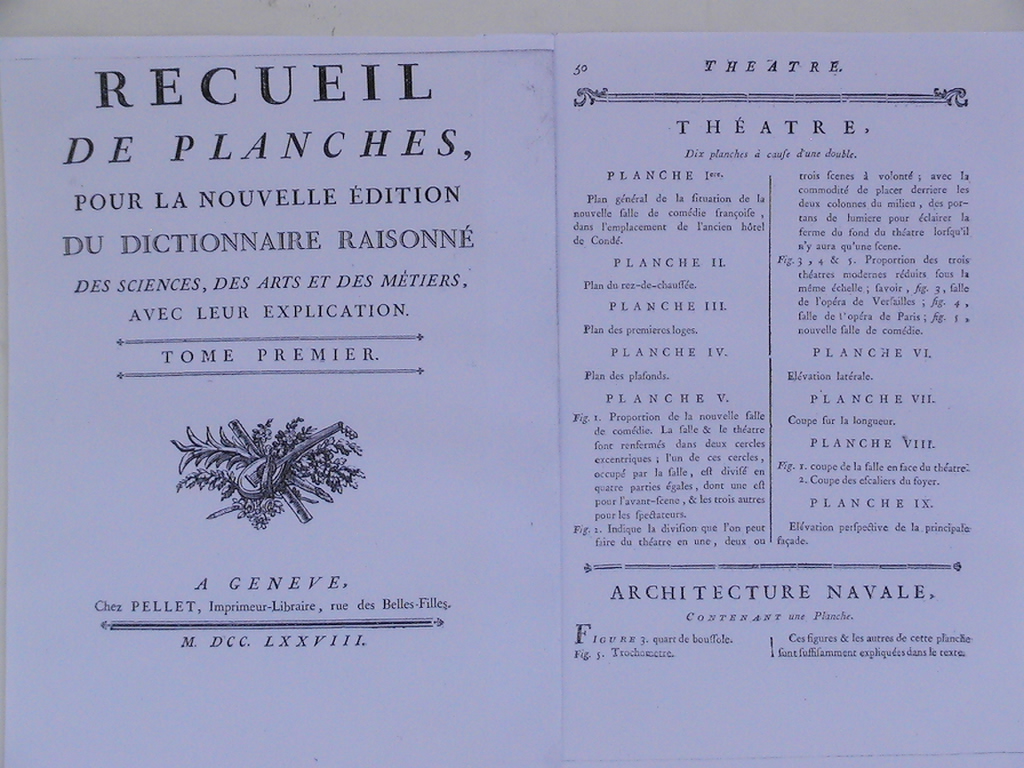 RECUEIL
DE PLANCHES,
POUR LA NOUVELLE ÉDITION
DU DICTIONNAIRE RAISONNÉ
DES SCIENCES, DES ARTS ET DES MÉTIERS,
AVEC LEUR EXPLICATION.
TOME PREMIER.
A GENEVE,
Chez PELLET, Imprimeur-Libraire, rue des Belles-Filles.
M. DCC. LXXVIII.
50 THEATRE.
THÉATRE,
Dix planches à cauſe d'une double.
PLANCHE Iere.
Plan général de la ſituation de la
nouvelle ſalle de comédie françoiſe,
dans l'emplacement de l'ancien hôtel
de Condé.
PLANCHE II.
Plan du rez-de-chauſſée.
PLANCHE III.
Plan des premieres loges.
PLANCHE IV.
Plan des plafonds.
PLANCHE V.
Fig. 1. Proportion de la nouvelle ſalle
de comédie. La ſalle & le théatre
ſont renfermés dans deux cercles
excentriques ; l'un de ces cercles,
occupé par la ſalle, eſt diviſé en
quatre parties égales, dont une eſt
pour l'avant-ſcene, & les trois autres
pour les ſpectateurs.
Fig. 2. Indique la diviſion que l'on peut
faire du théatre en une, deux ou
trois ſcenes à volonté ; avec la
commodité de placer derriere les
deux colonnes du milieu, des por-
tans de lumiere pour éclairer la
ferme du fond du théatre lorſqu'il
n'y aura qu'une ſcene.
Fig. 3, 4 & 5. Proportion des trois
théatres modernes réduits ſous la
même échelle ; ſavoir, fig. 3, ſalle
de l'opéra de Verſailles ; fig. 4,
ſalle de l'opéra de Paris ; fig. 5,
nouvelle ſalle de comédie.
PLANCHE VI.
Elévation latérale.
PLANCHE VII.
Coupe ſur la longueur.
PLANCHE VIII.
Fig. 1. coupe de la ſalle en face du théatre.
2. Coupe des eſcaliers du foyer.
PLANCHE IX.
Elévation perſpective de la principale
façade.
ARCHITECTURE NAVALE,
CONTENANT une Planche.
FIGURE 3. quart de bouſſole.
Fig. 5. Trochometre.
Ces figures & les autres de cette planche
ſont ſuffiſamment expliquées dans le texte.